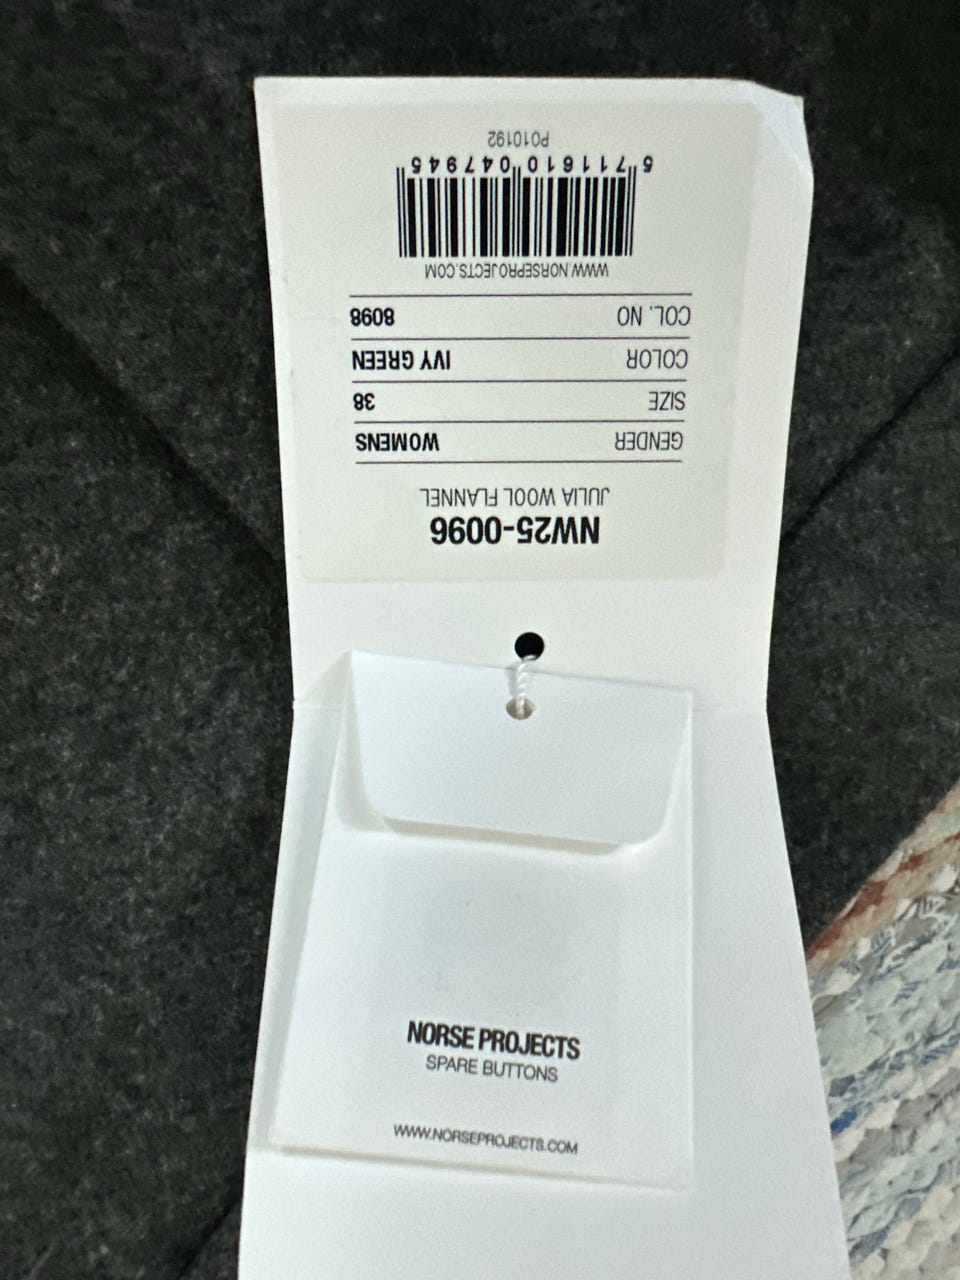 NW25-0096
JULIA WOOL FLANNEL
GENDER WOMENS
SIZE 38
COLOR IVY GREEN
COL. NO 8098
WWW.NORSEPROJECTS.COM
5 711610 047945
P010192
NORSE PROJECTS
SPARE BUTTONS
WWW.NORSEPROJECTS.COM